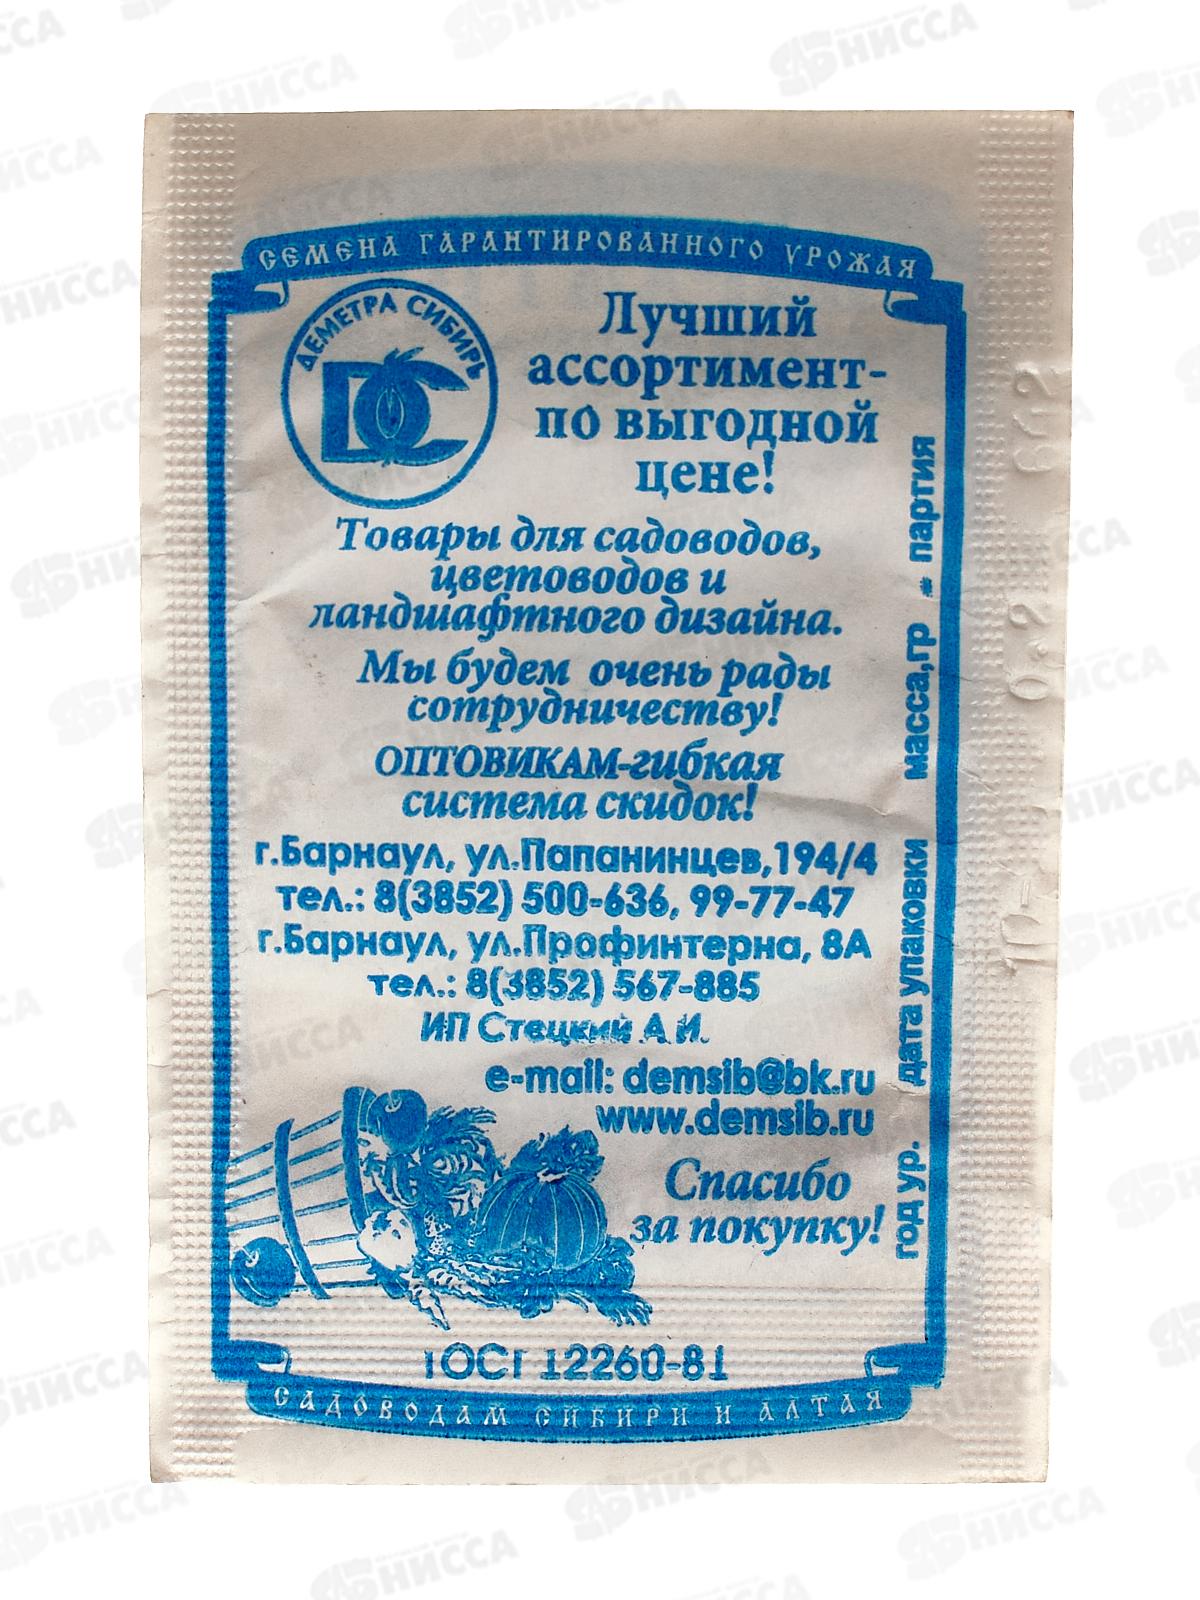 СЕМЕНА ГАРАНТИРОВАННОГО УРОЖАЯ
ДЕМЕТРА СИБИРЬ
ДС
Лучший
ассортимент-
по выгодной
цене!
Товары для садоводов,
цветоводов и
ландшафтного дизайна.
Мы будем очень рады
сотрудничеству!
ОПТОВИКАМ-гибкая
система скидок!
г.Барнаул, ул.Папанинцев,194/4
тел.: 8(3852) 500-636, 99-77-47
г.Барнаул, ул.Профинтерна, 8А
тел.: 8(3852) 567-885
ИП Стецкий А.И.
e-mail: demsib@bk.ru
www.demsib.ru
Спасибо
за покупку!
ГОСТ 12260-81
САДОВОДАМ СИБИРИ И АЛТАЯ
год ур. дата упаковки масса,гр * партия
НИССА